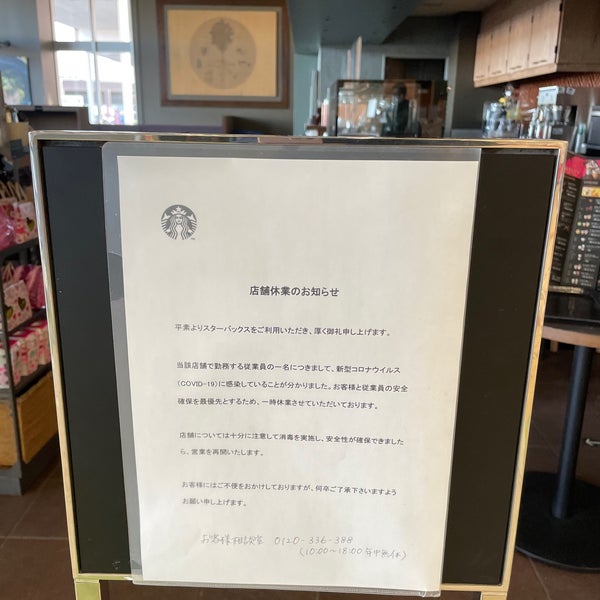 店舗休業のお知らせ
平素よりスターバックスをご利用いただき、厚く御礼申し上げます。
当該店舗で勤務する従業員の一名につきまして、新型コロナウイルス
（COVID-19）に感染していることが分かりました。お客様と従業員の安全
確保を最優先とするため、一時休業させていただいております。
店舗については十分に注意して消毒を実施し、安全性が確保できました
ら、営業を再開いたします。
お客様にはご不便をおかけしておりますが、何卒ご了承下さいますよう
お願い申し上げます。
お客様相談室 0120-336-388
（10:00〜18:00 年中無休）